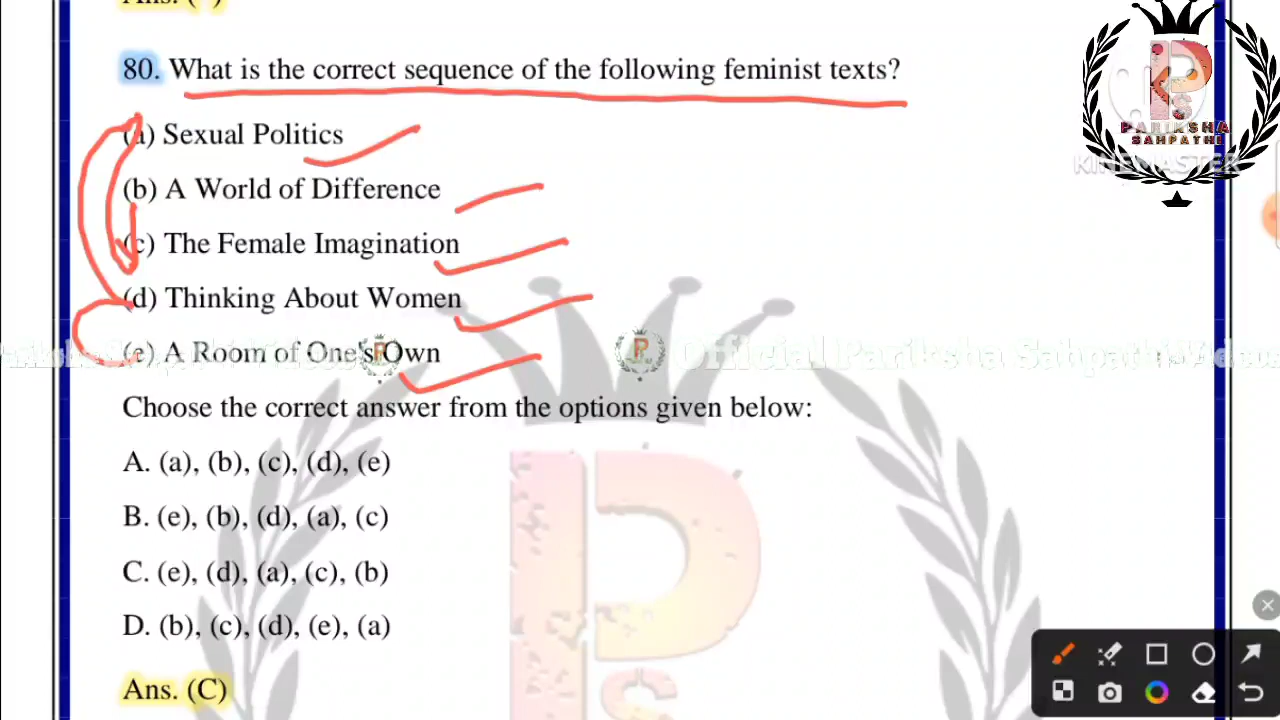 80. What is the correct sequence of the following feminist texts?
(a) Sexual Politics
(b) A World of Difference
(c) The Female Imagination
(d) Thinking About Women
(e) A Room of One's Own
Choose the correct answer from the options given below:
A. (a), (b), (c), (d), (e)
B. (e), (b), (d), (a), (c)
C. (e), (d), (a), (c), (b)
D. (b), (c), (d), (e), (a)
Ans. (C)
PARIKSHA
SAHPATHI
KINEMASTER
Official Pariksha Sahpathi Videos